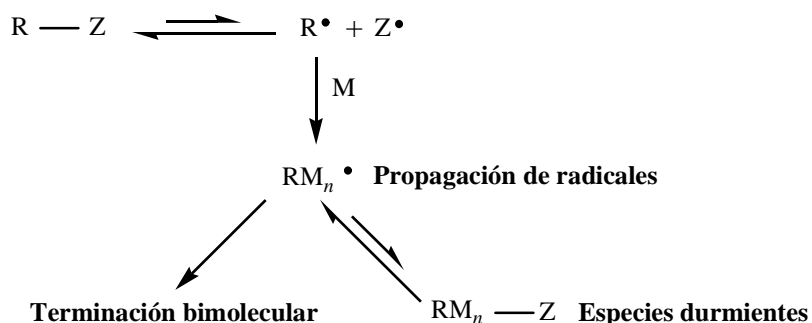 R — Z R• + Z•
M
RMn • Propagación de radicales
Terminación bimolecular RMn — Z Especies durmientes